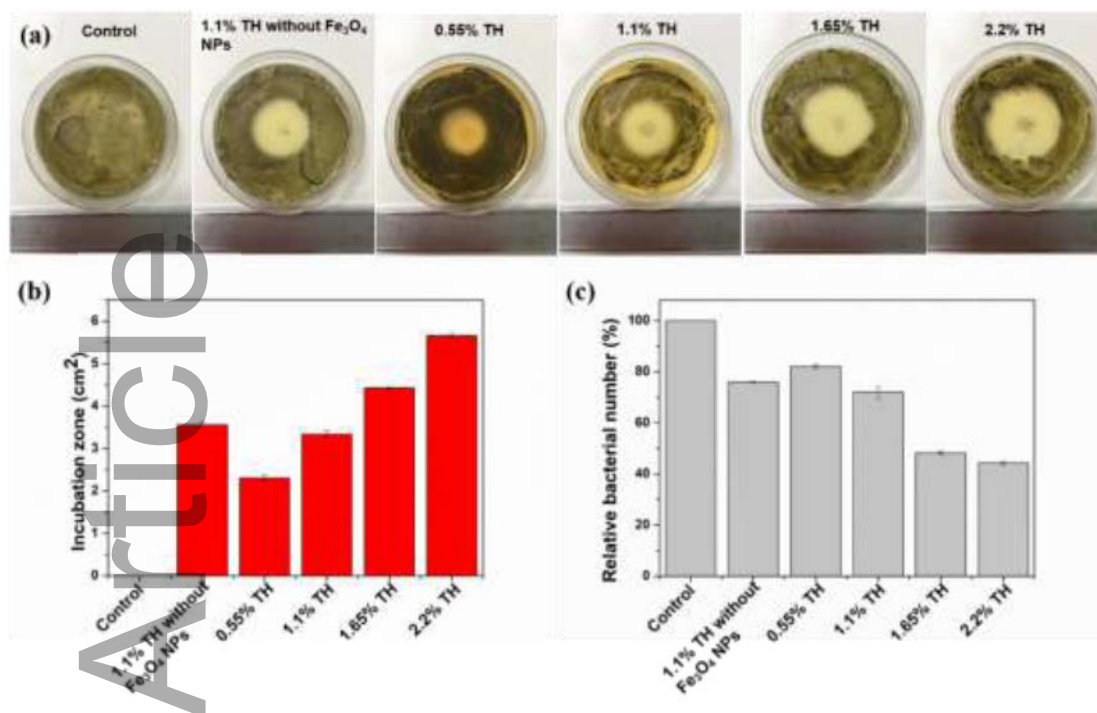 (a)
Control
1.1% TH without Fe₃O₄
NPs
0.55% TH
1.1% TH
1.65% TH
2.2% TH
(b)
Incubation zone (cm²)
6
5
4
3
2
1
0
Control
1.1% TH without
Fe₃O₄ NPs
0.55% TH
1.1% TH
1.65% TH
2.2% TH
(c)
Relative bacterial number (%)
100
80
60
40
20
0
Control
1.1% TH without
Fe₃O₄ NPs
0.55% TH
1.1% TH
1.65% TH
2.2% TH
Article